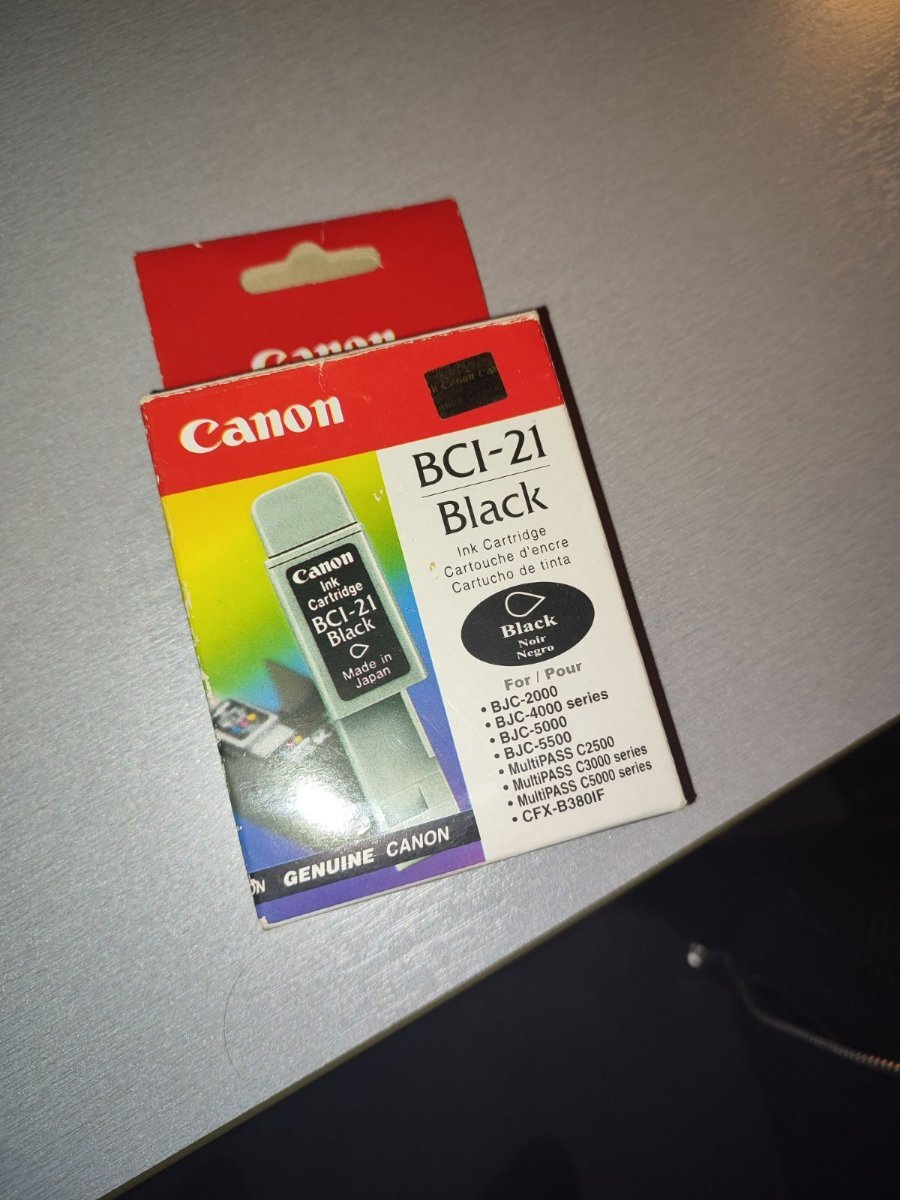 Canon
Canon
Canon
BCI-21
Black
Ink Cartridge
Cartouche d'encre
Cartucho de tinta
Black
Noir
Negro
For / Pour
• BJC-2000
• BJC-4000 series
• BJC-5000
• BJC-5500
• MultiPASS C2500
• MultiPASS C3000 series
• MultiPASS C5000 series
• CFX-B380IF
Canon
Ink
Cartridge
BCI-21
Black
Made in
Japan
GENUINE CANON